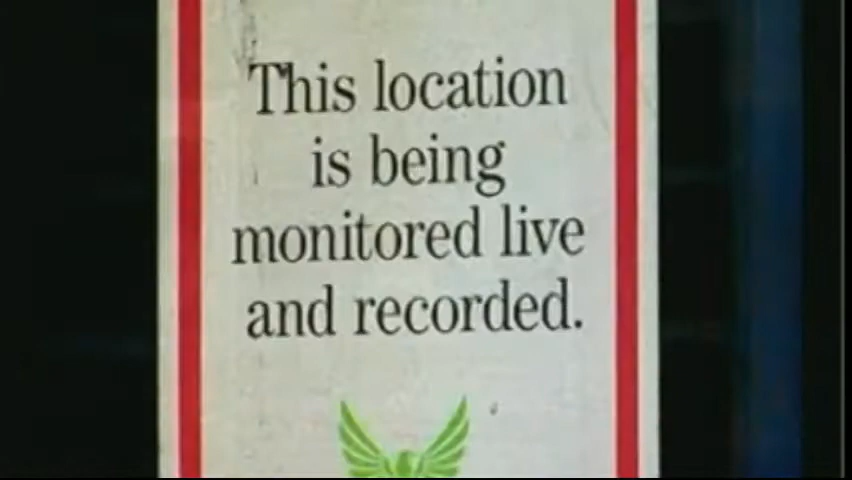 This location
is being
monitored live
and recorded.